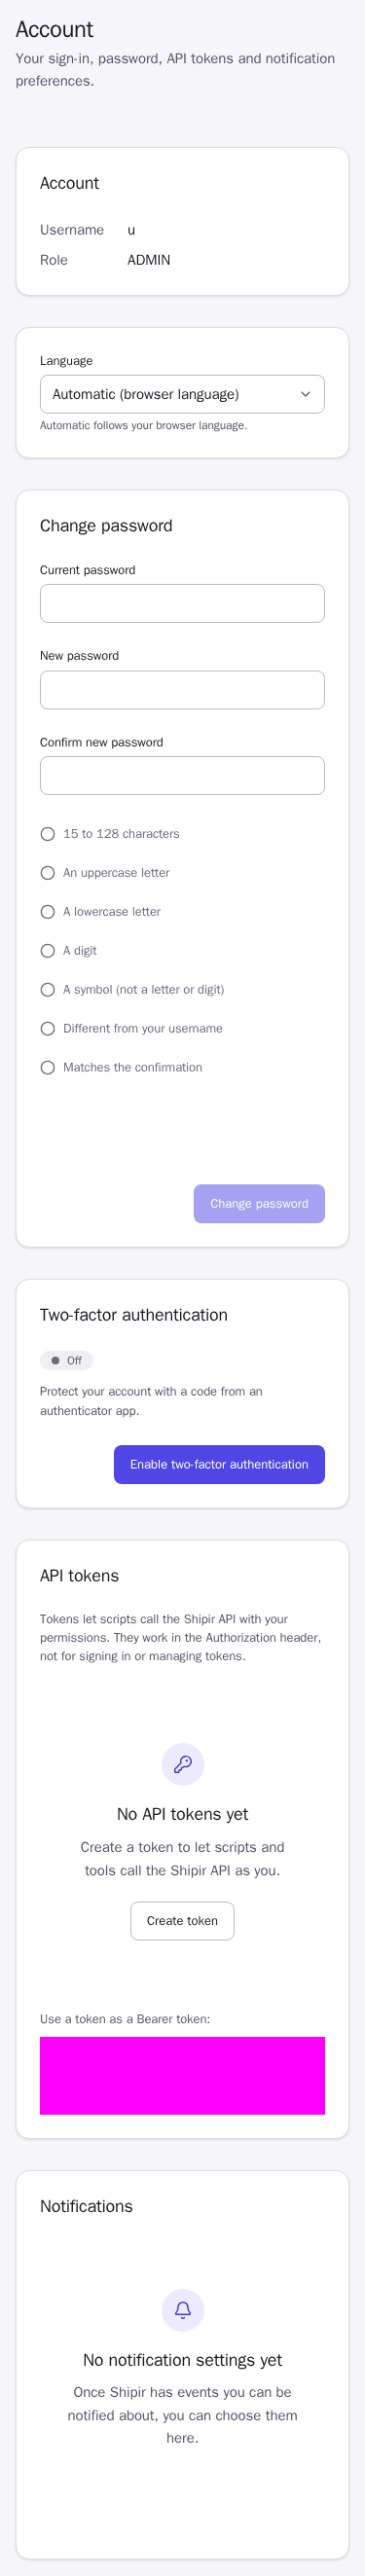 Account
Your sign-in, password, API tokens and notification
preferences.
Account
Username u
Role ADMIN
Language
Automatic (browser language)
Automatic follows your browser language.
Change password
Current password
New password
Confirm new password
15 to 128 characters
An uppercase letter
A lowercase letter
A digit
A symbol (not a letter or digit)
Different from your username
Matches the confirmation
Change password
Two-factor authentication
Off
Protect your account with a code from an
authenticator app.
Enable two-factor authentication
API tokens
Tokens let scripts call the Shipir API with your
permissions. They work in the Authorization header,
not for signing in or managing tokens.
No API tokens yet
Create a token to let scripts and
tools call the Shipir API as you.
Create token
Use a token as a Bearer token:
Notifications
No notification settings yet
Once Shipir has events you can be
notified about, you can choose them
here.